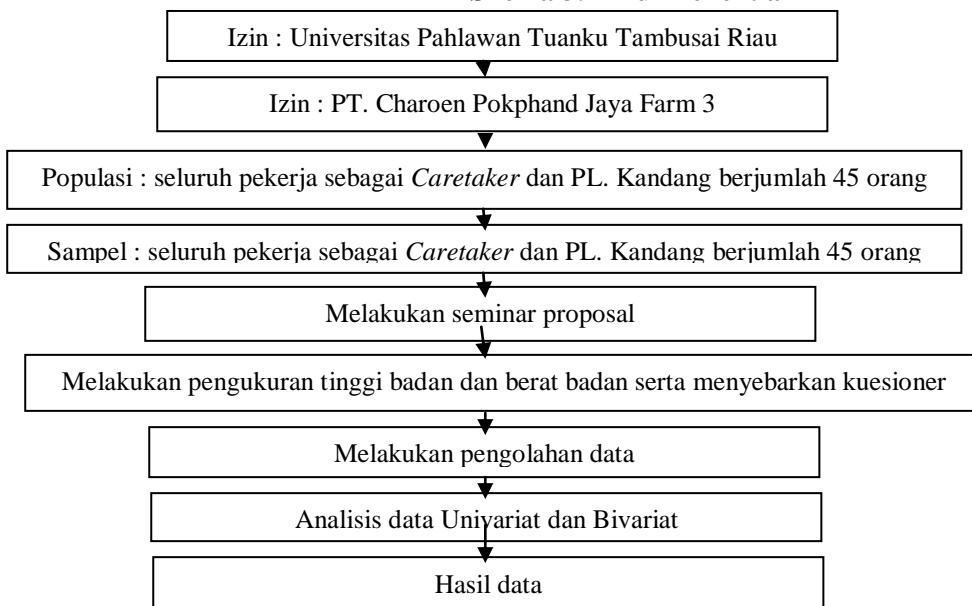 Izin : Universitas Pahlawan Tuanku Tambusai Riau
Izin : PT. Charoen Pokphand Jaya Farm 3
Populasi : seluruh pekerja sebagai Caretaker dan PL. Kandang berjumlah 45 orang
Sampel : seluruh pekerja sebagai Caretaker dan PL. Kandang berjumlah 45 orang
Melakukan seminar proposal
Melakukan pengukuran tinggi badan dan berat badan serta menyebarkan kuesioner
Melakukan pengolahan data
Analisis data Univariat dan Bivariat
Hasil data